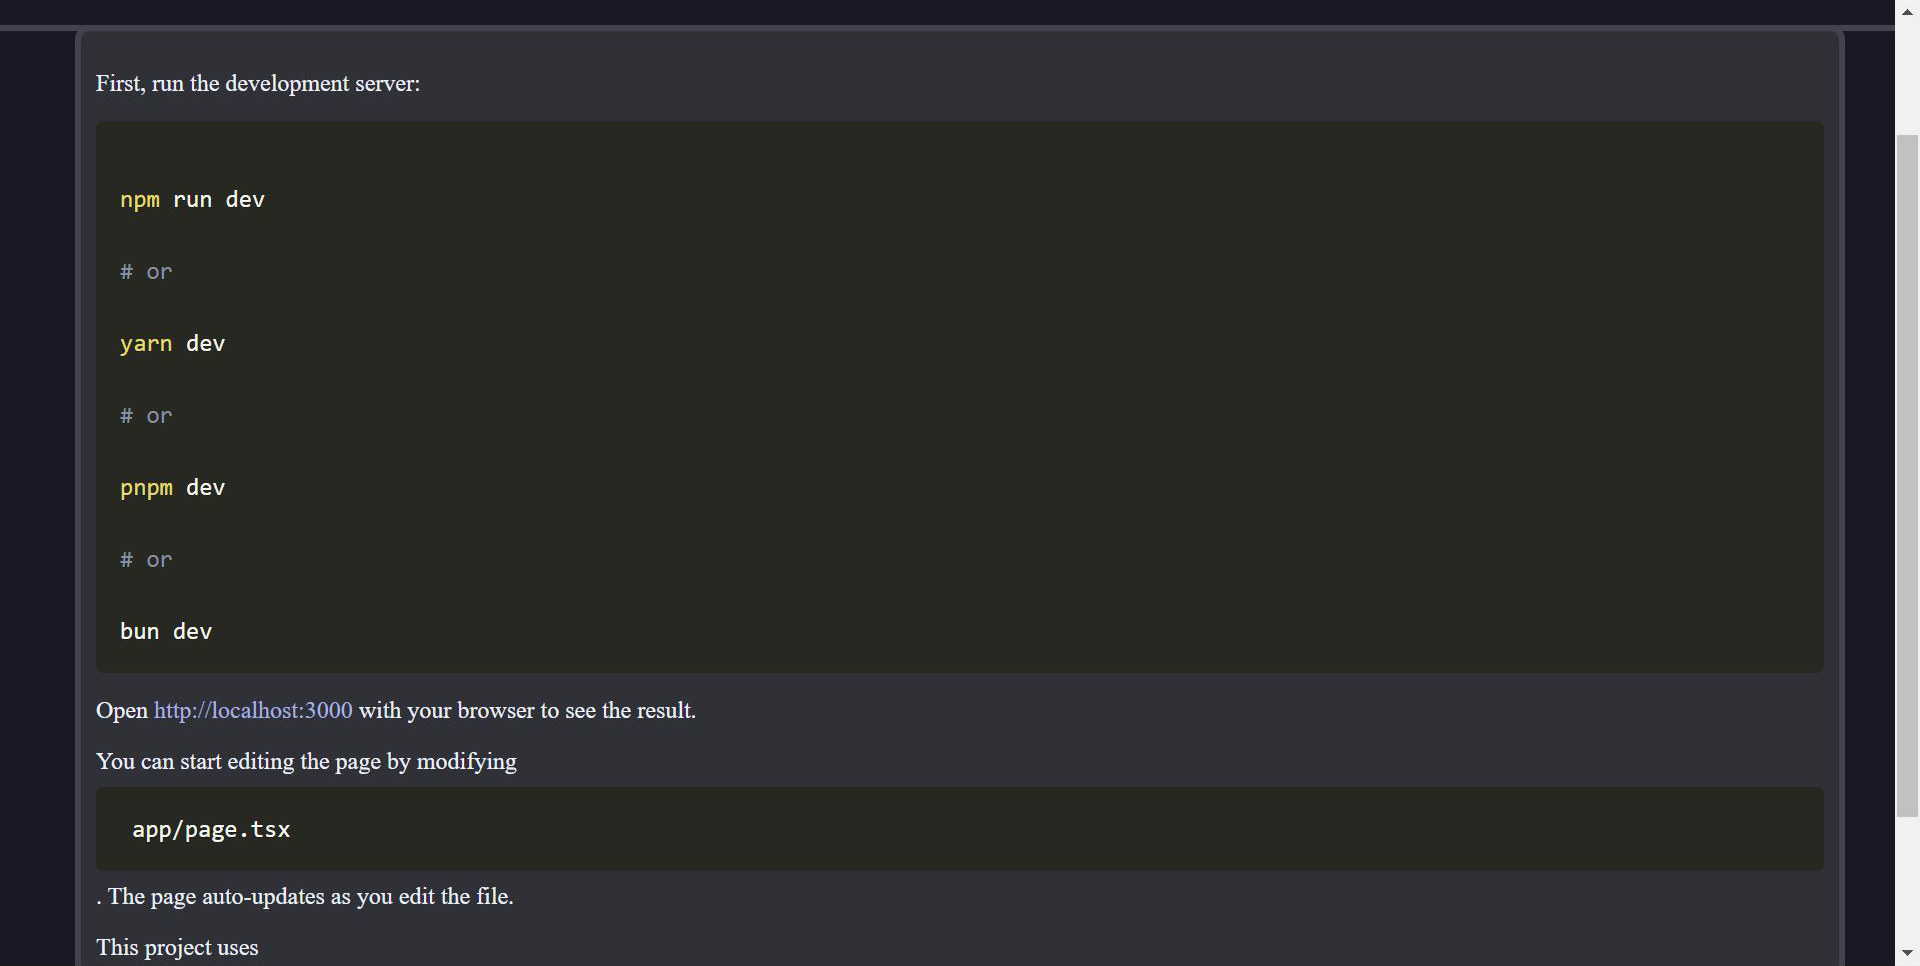 First, run the development server:
npm run dev
# or
yarn dev
# or
pnpm dev
# or
bun dev
Open http://localhost:3000 with your browser to see the result.
You can start editing the page by modifying
app/page.tsx
. The page auto-updates as you edit the file.
This project uses